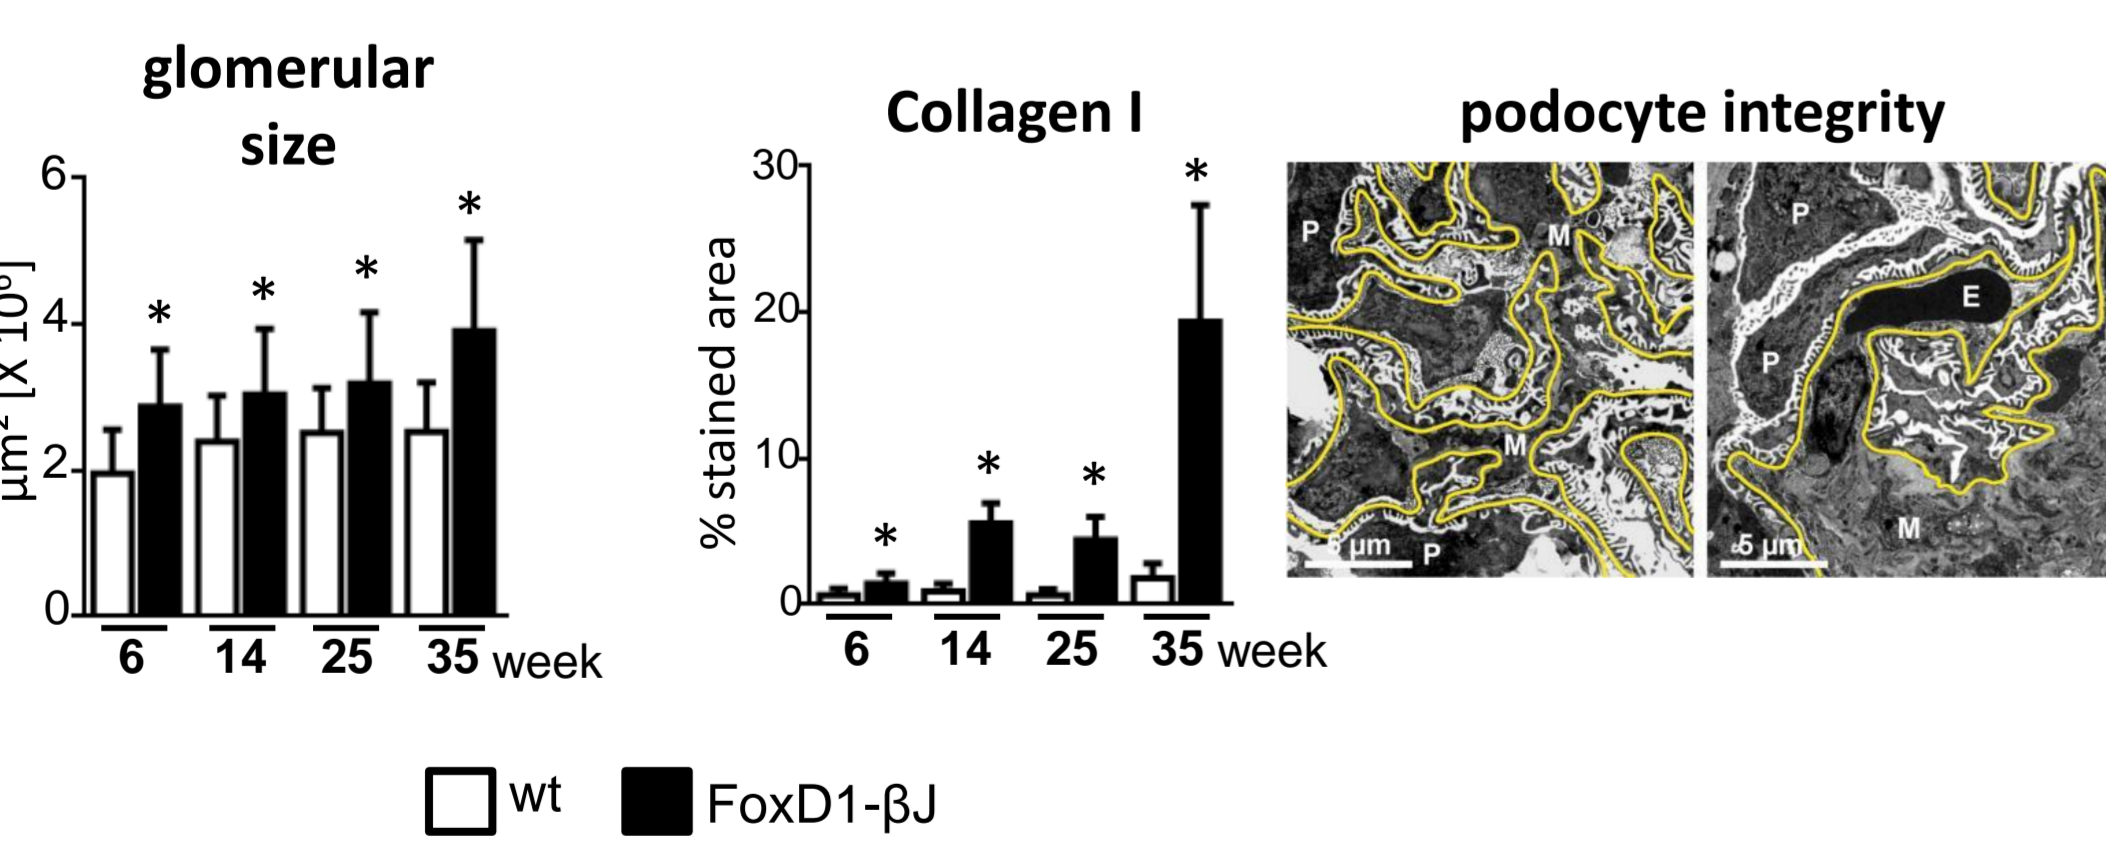 glomerular
size
µm² [X 10⁶]
6
4
2
0
*
*
*
*
6 14 25 35 week
Collagen I
% stained area
30
20
10
0
*
*
*
*
6 14 25 35 week
podocyte integrity
P
M
M
P
5 µm
P
P
E
M
5 µm
wt
FoxD1-βJ